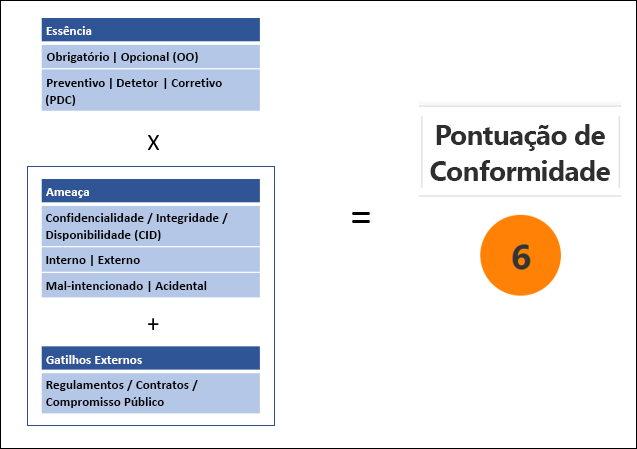 Essência
Obrigatório | Opcional (OO)
Preventivo | Detetor | Corretivo
(PDC)
X
Ameaça
Confidencialidade / Integridade /
Disponibilidade (CID)
Interno | Externo
Mal-intencionado | Acidental
+
Gatilhos Externos
Regulamentos / Contratos /
Compromisso Público
=
Pontuação de
Conformidade
6